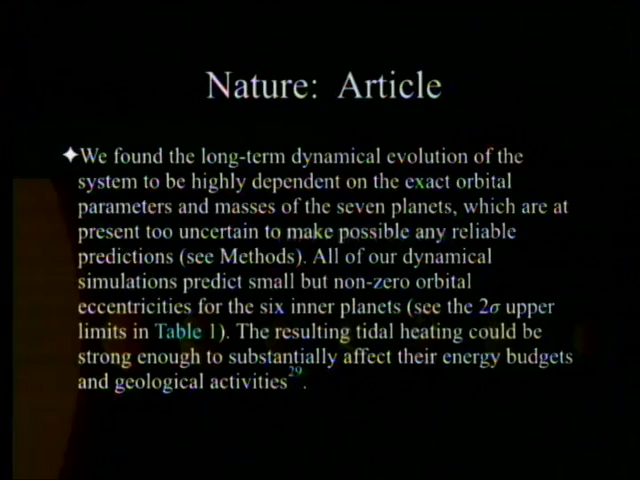 Nature: Article
✦We found the long-term dynamical evolution of the
system to be highly dependent on the exact orbital
parameters and masses of the seven planets, which are at
present too uncertain to make possible any reliable
predictions (see Methods). All of our dynamical
simulations predict small but non-zero orbital
eccentricities for the six inner planets (see the 2σ upper
limits in Table 1). The resulting tidal heating could be
strong enough to substantially affect their energy budgets
and geological activities29.